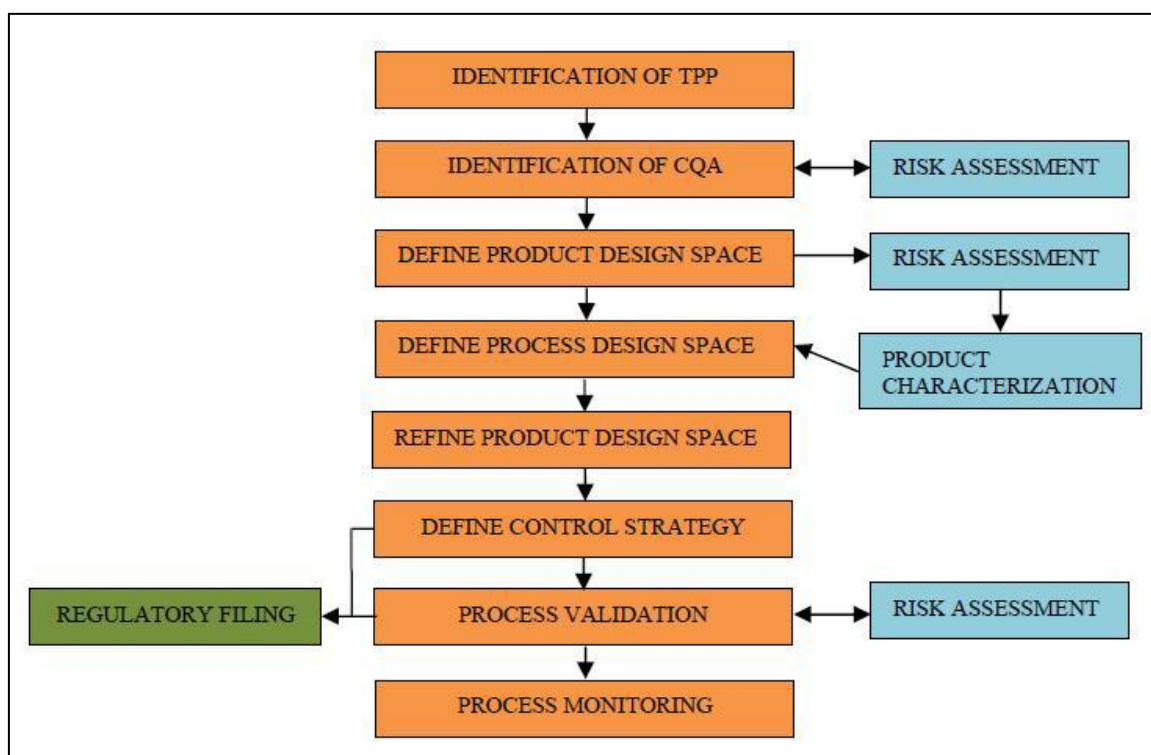 IDENTIFICATION OF TPP
IDENTIFICATION OF CQA
RISK ASSESSMENT
DEFINE PRODUCT DESIGN SPACE
RISK ASSESSMENT
DEFINE PROCESS DESIGN SPACE
PRODUCT
CHARACTERIZATION
REFINE PRODUCT DESIGN SPACE
DEFINE CONTROL STRATEGY
REGULATORY FILING
PROCESS VALIDATION
RISK ASSESSMENT
PROCESS MONITORING